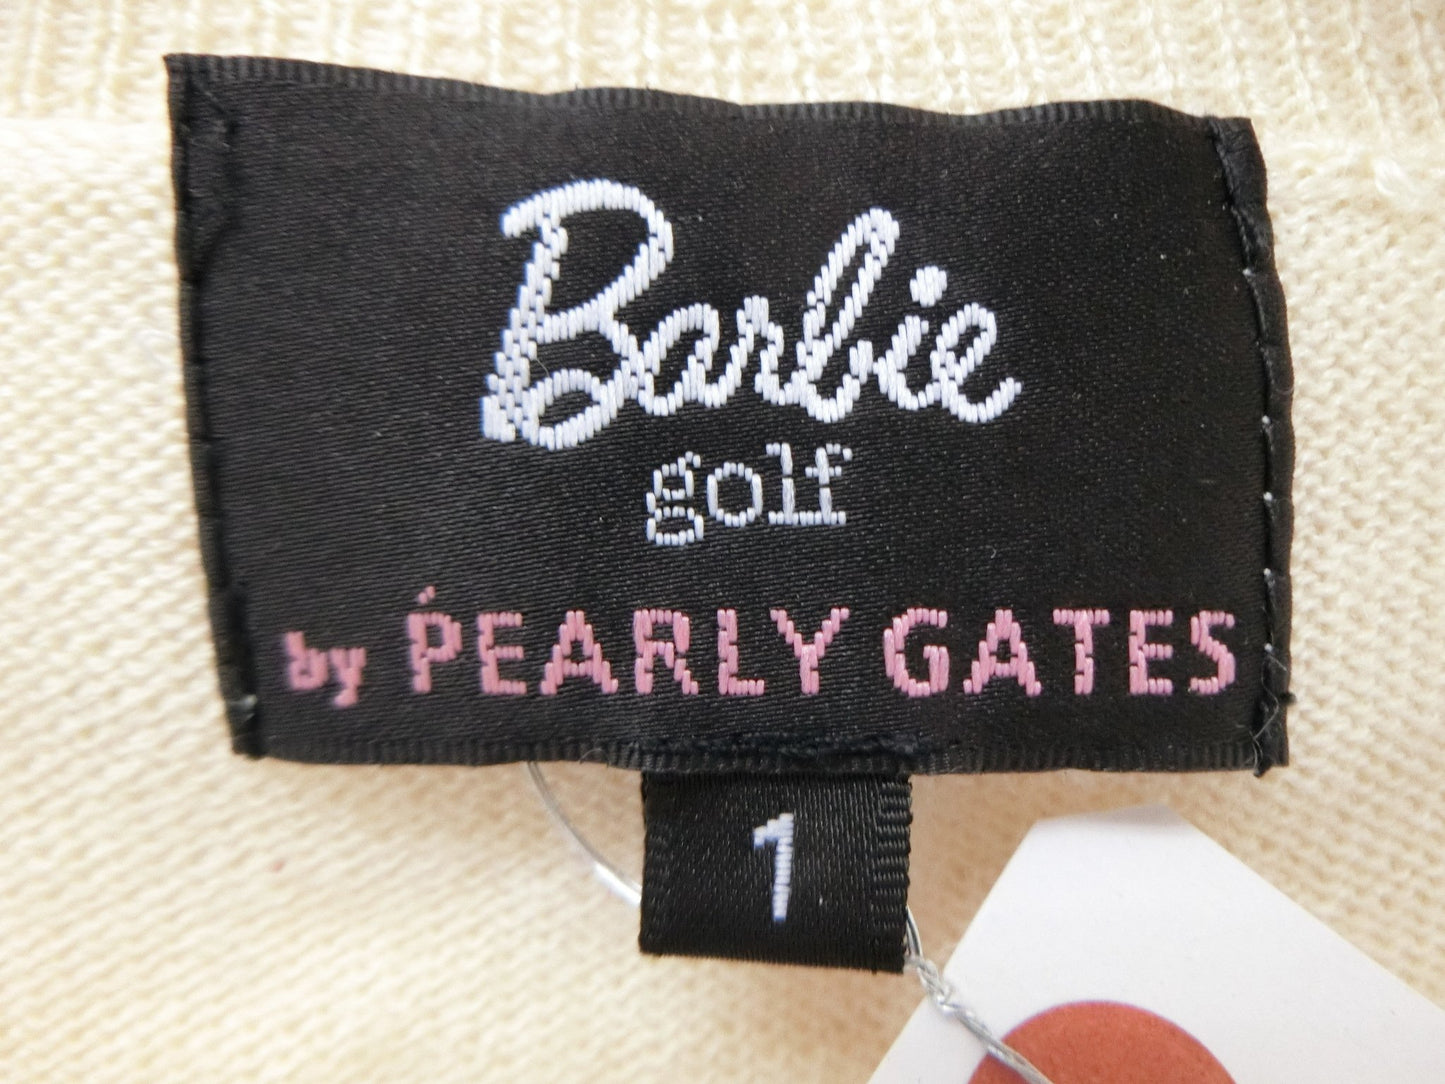 Barbie
golf
by PEARLY GATES
1